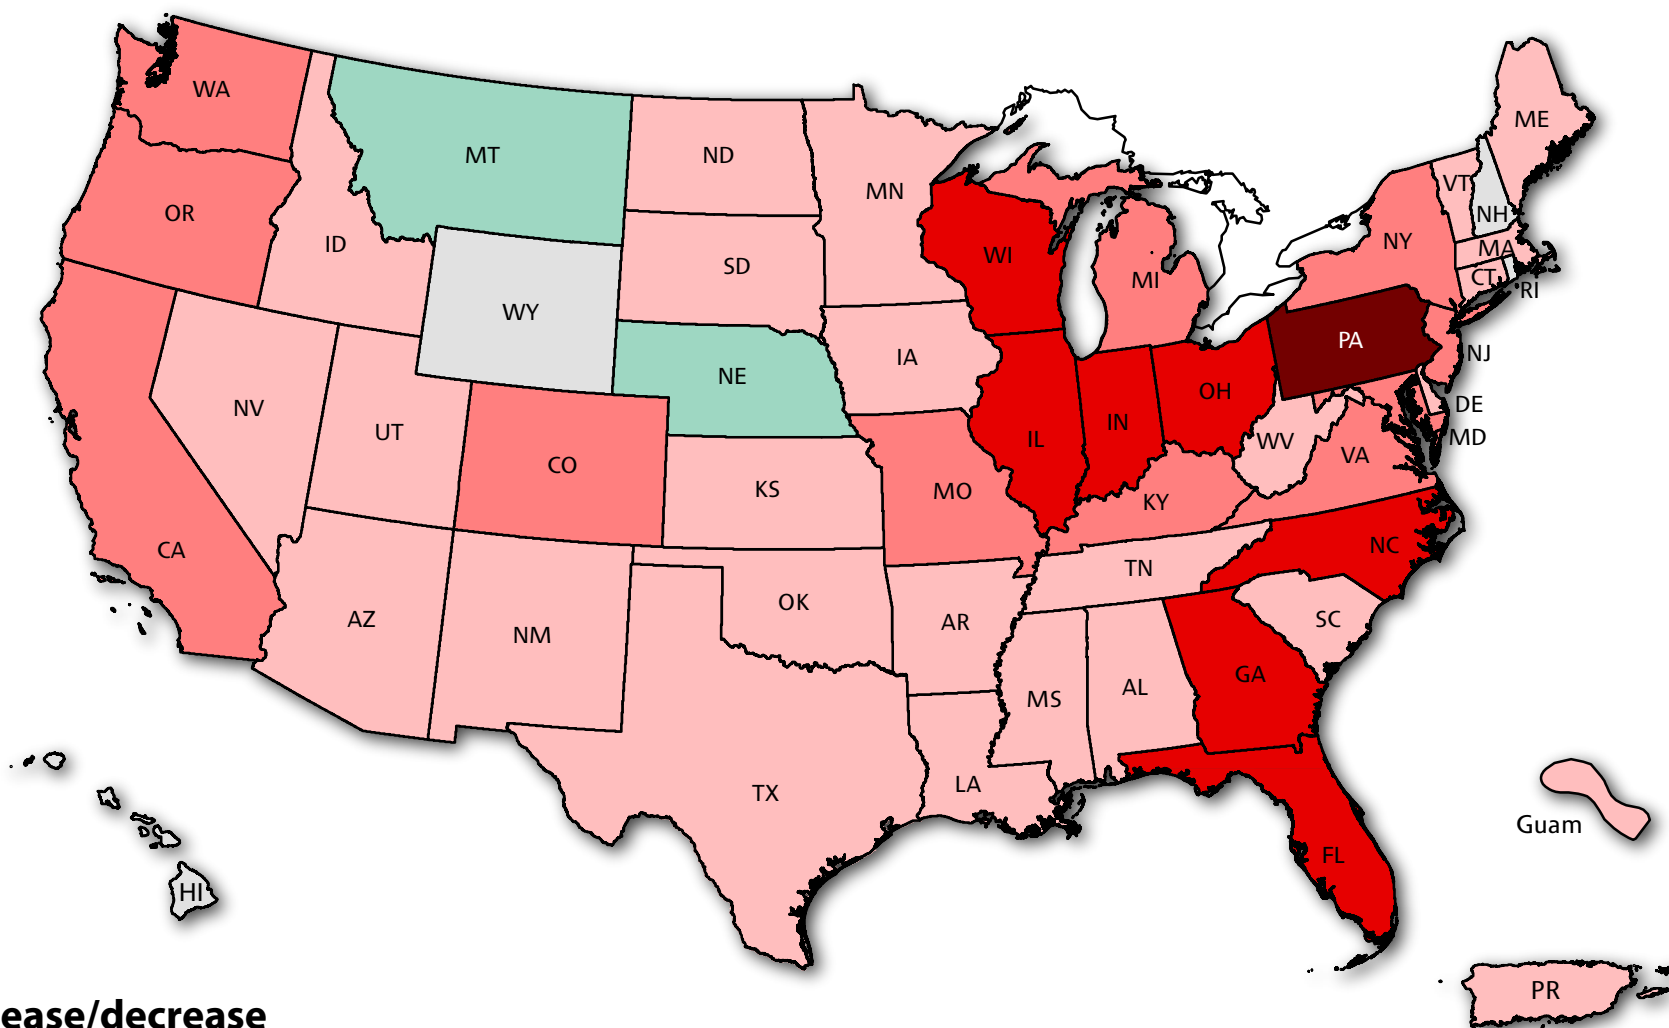 WA
MT
ND
MN
ME
VT
NH
OR
ID
SD
WI
MI
NY
MA
CT
RI
WY
NE
IA
PA
NJ
NV
UT
CO
KS
MO
IL
IN
OH
WV
VA
DE
MD
KY
CA
AZ
NM
OK
AR
TN
NC
SC
TX
LA
MS
AL
GA
FL
HI
Guam
PR
ease/decrease